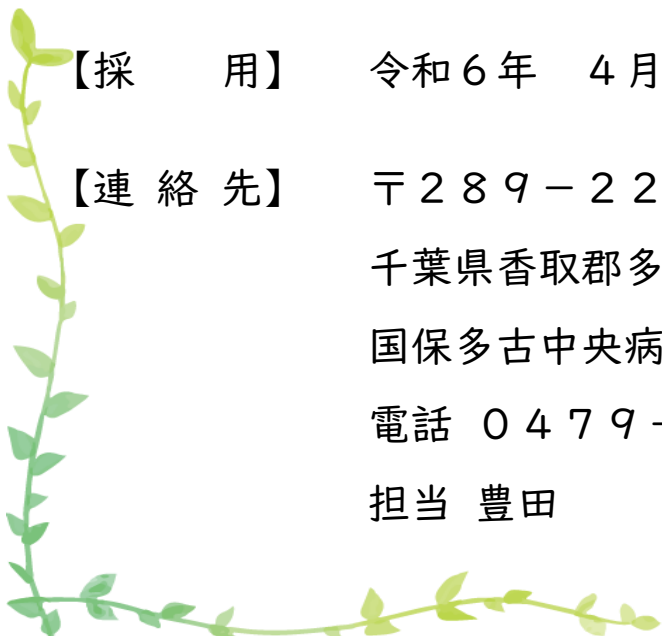 【採　　用】　　令和６年　４月
【連 絡 先】　　〒２８９－２２
千葉県香取郡多
国保多古中央病
電話 ０４７９-
担当 豊田